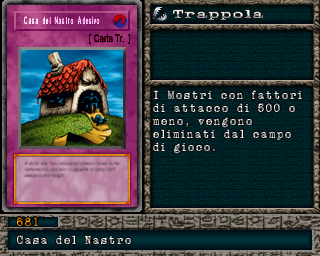 Casa del Nastro Adesivo
[ Carta Tr. ]
Trappola
I Mostri con fattori
di attacco di 500 o
meno, vengono
eliminati dal campo
di gioco.
681
Casa del Nastro